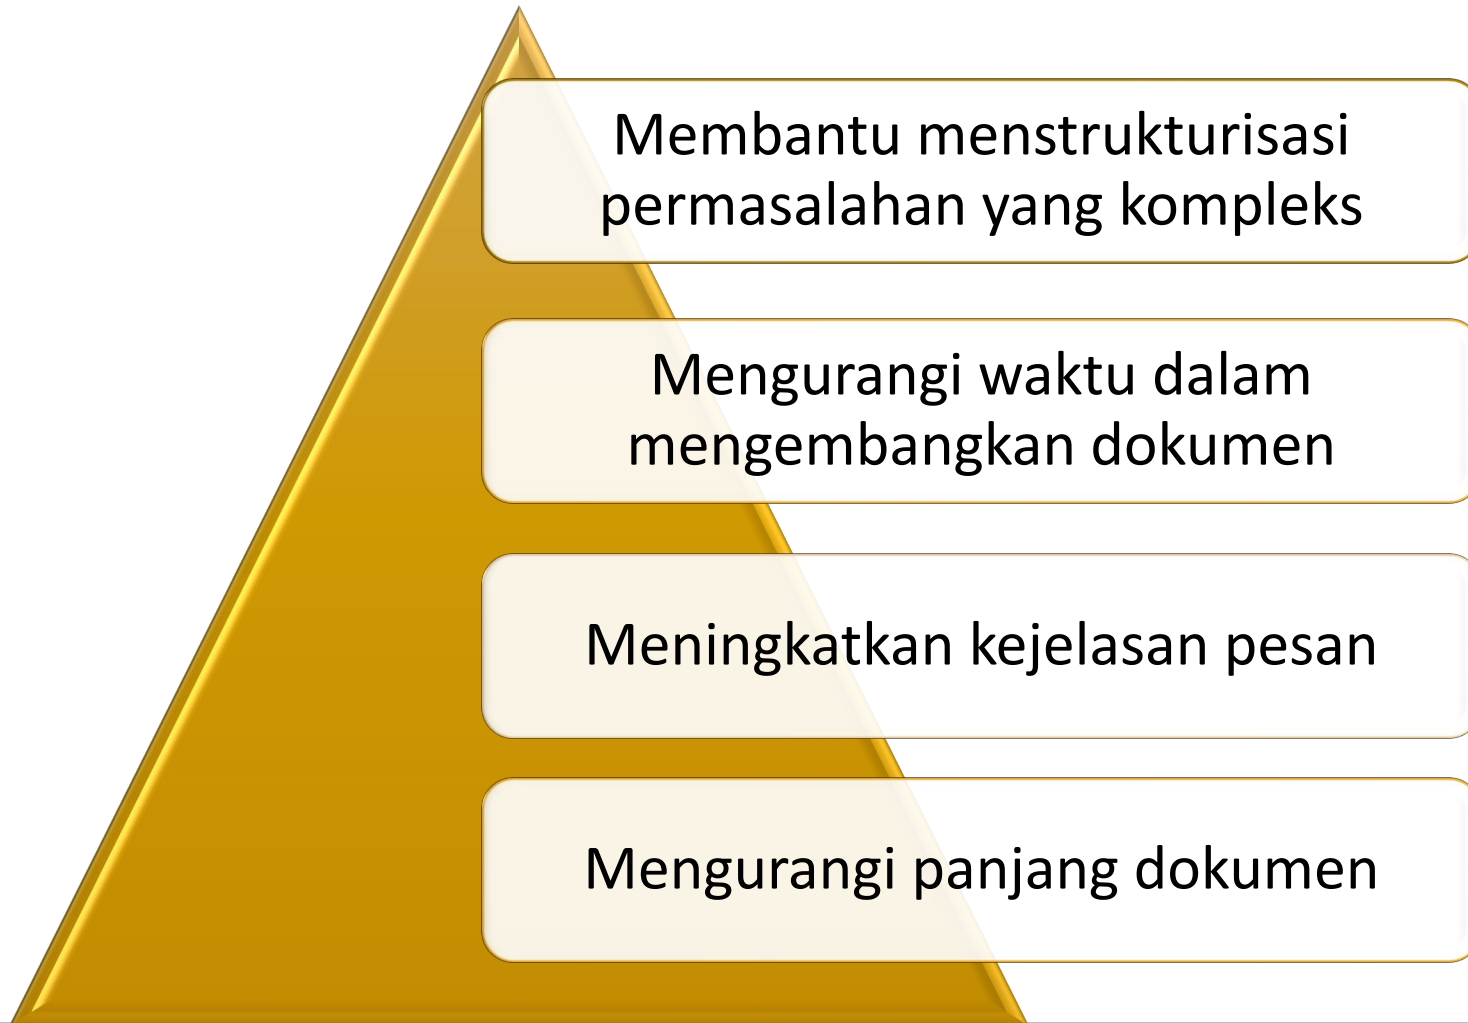 Membantu menstrukturisasi
permasalahan yang kompleks
Mengurangi waktu dalam
mengembangkan dokumen
Meningkatkan kejelasan pesan
Mengurangi panjang dokumen